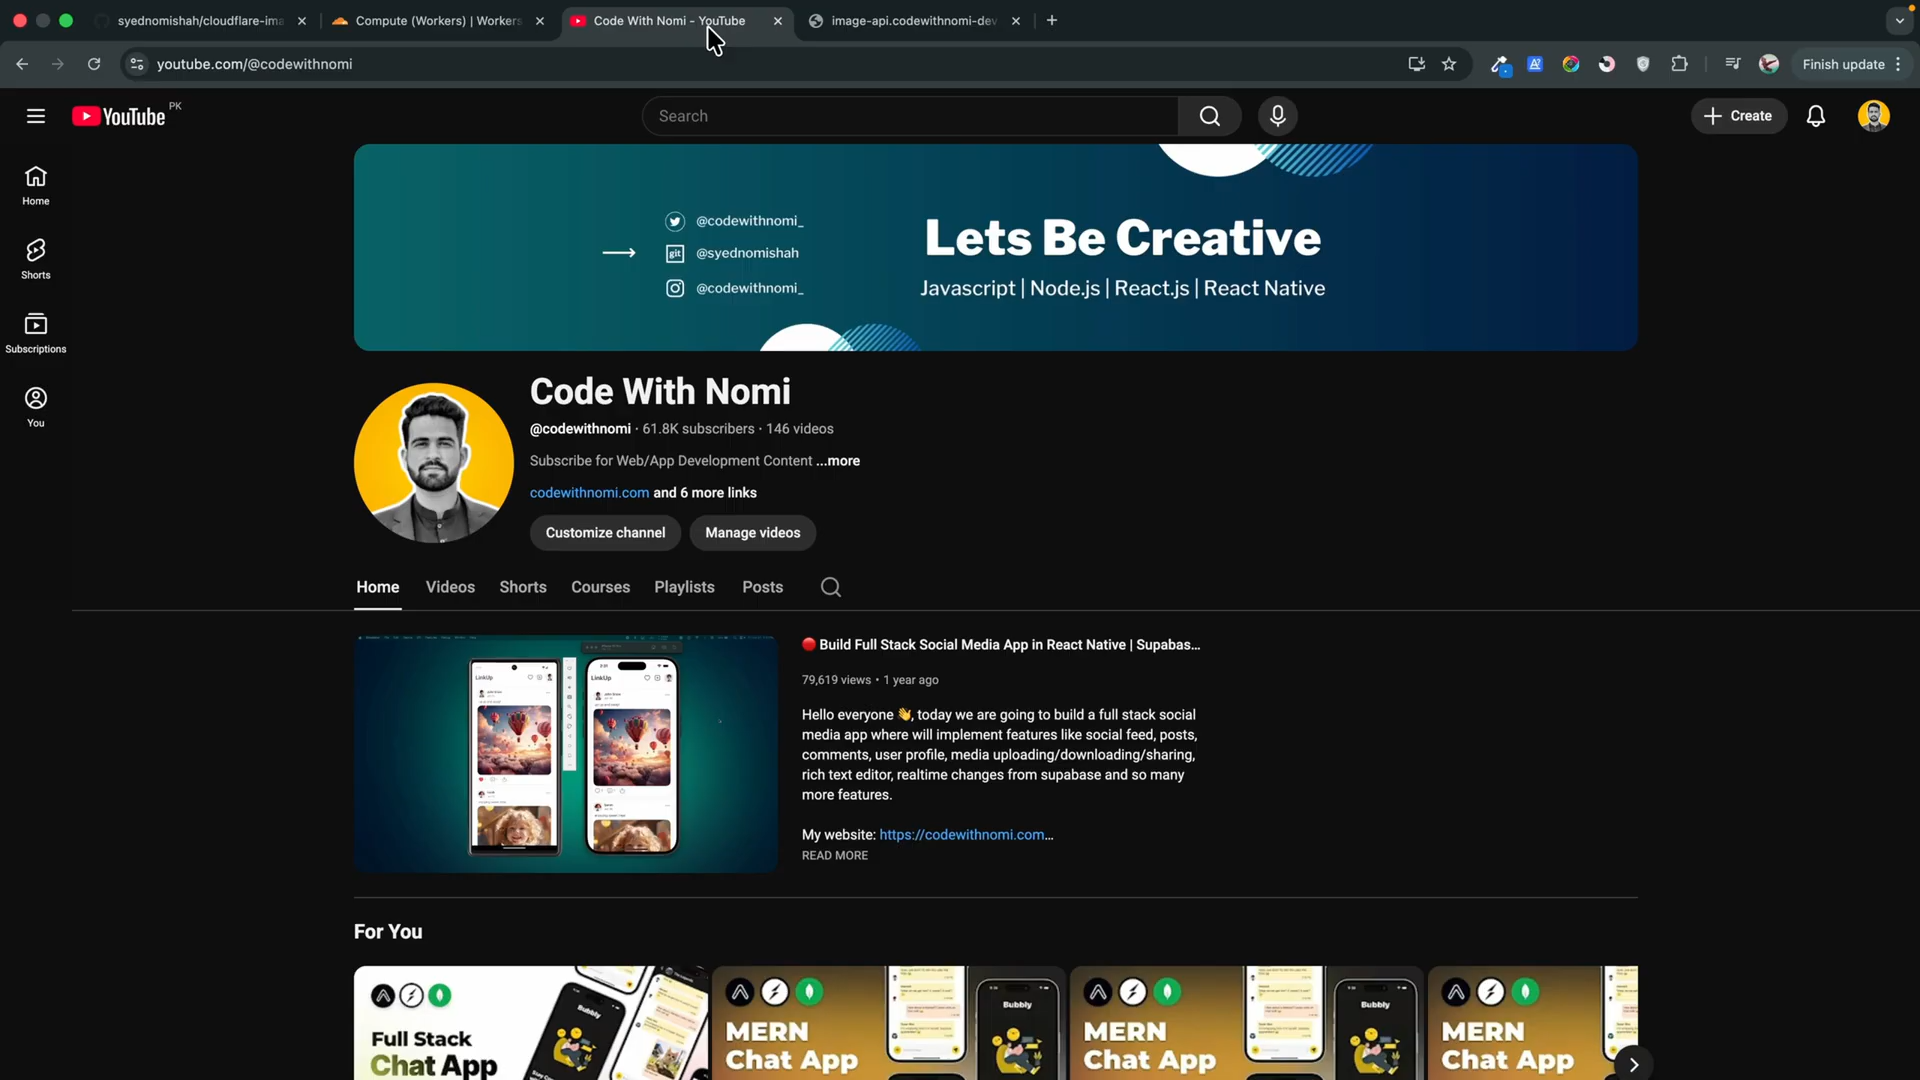 syednomishah/cloudflare-ima
Compute (Workers) | Workers
Code With Nomi - YouTube
image-api.codewithnomi-dev
youtube.com/@codewithnomi
Finish update
YouTube PK
Search
Create
Home
Shorts
Subscriptions
You
@codewithnomi_
git @syednomishah
@codewithnomi_
Lets Be Creative
Javascript | Node.js | React.js | React Native
Code With Nomi
@codewithnomi · 61.8K subscribers · 146 videos
Subscribe for Web/App Development Content ...more
codewithnomi.com and 6 more links
Customize channel
Manage videos
Home
Videos
Shorts
Courses
Playlists
Posts
LinkUp
LinkUp
🔴 Build Full Stack Social Media App in React Native | Supabas...
79,619 views · 1 year ago
Hello everyone 👋, today we are going to build a full stack social
media app where will implement features like social feed, posts,
comments, user profile, media uploading/downloading/sharing,
rich text editor, realtime changes from supabase and so many
more features.
My website: https://codewithnomi.com...
READ MORE
For You
Full Stack
Chat App
Bubbly
MERN
Chat App
Bubbly
MERN
Chat App
Bubbly
MERN
Chat App
Bubbly